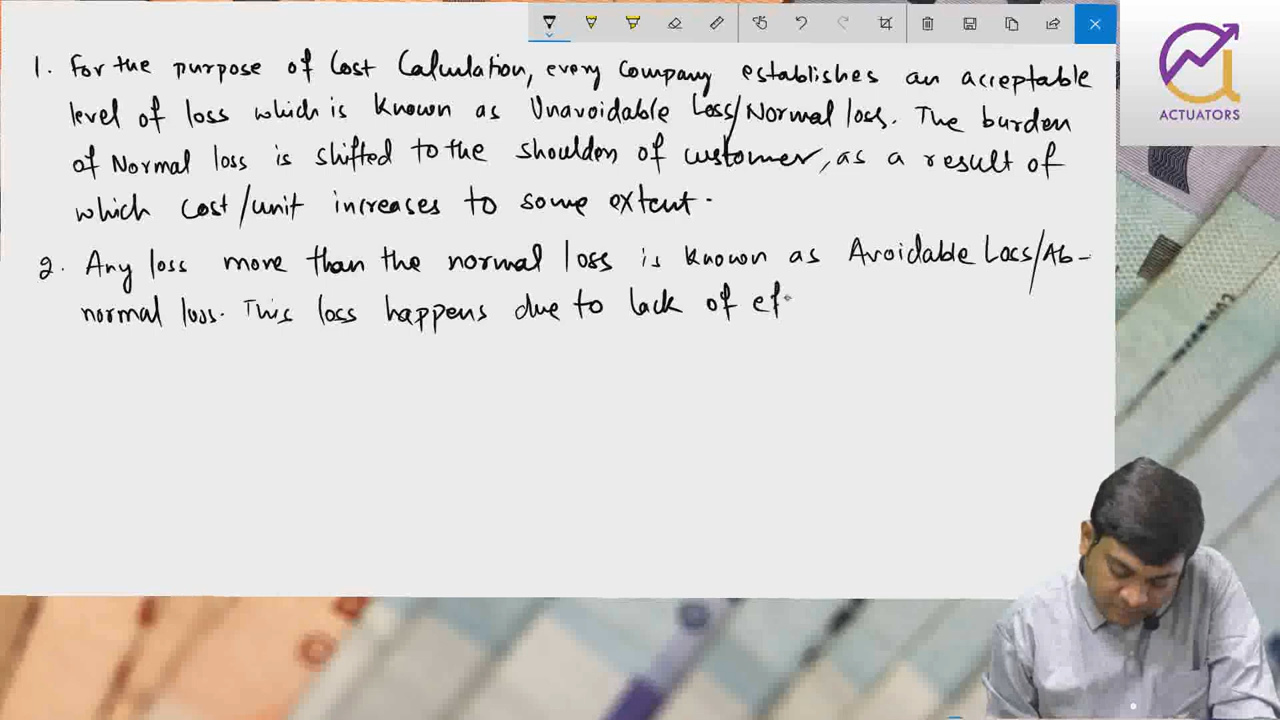 1. For the purpose of Cost Calculation, every Company establishes an acceptable
level of loss which is known as Unavoidable Loss/Normal loss. The burden
of Normal loss is shifted to the shoulder of customer, as a result of
which cost/unit increases to some extent.
2. Any loss more than the normal loss is known as Avoidable Loss/Ab-
normal loss. This loss happens due to lack of ef
ACTUATORS